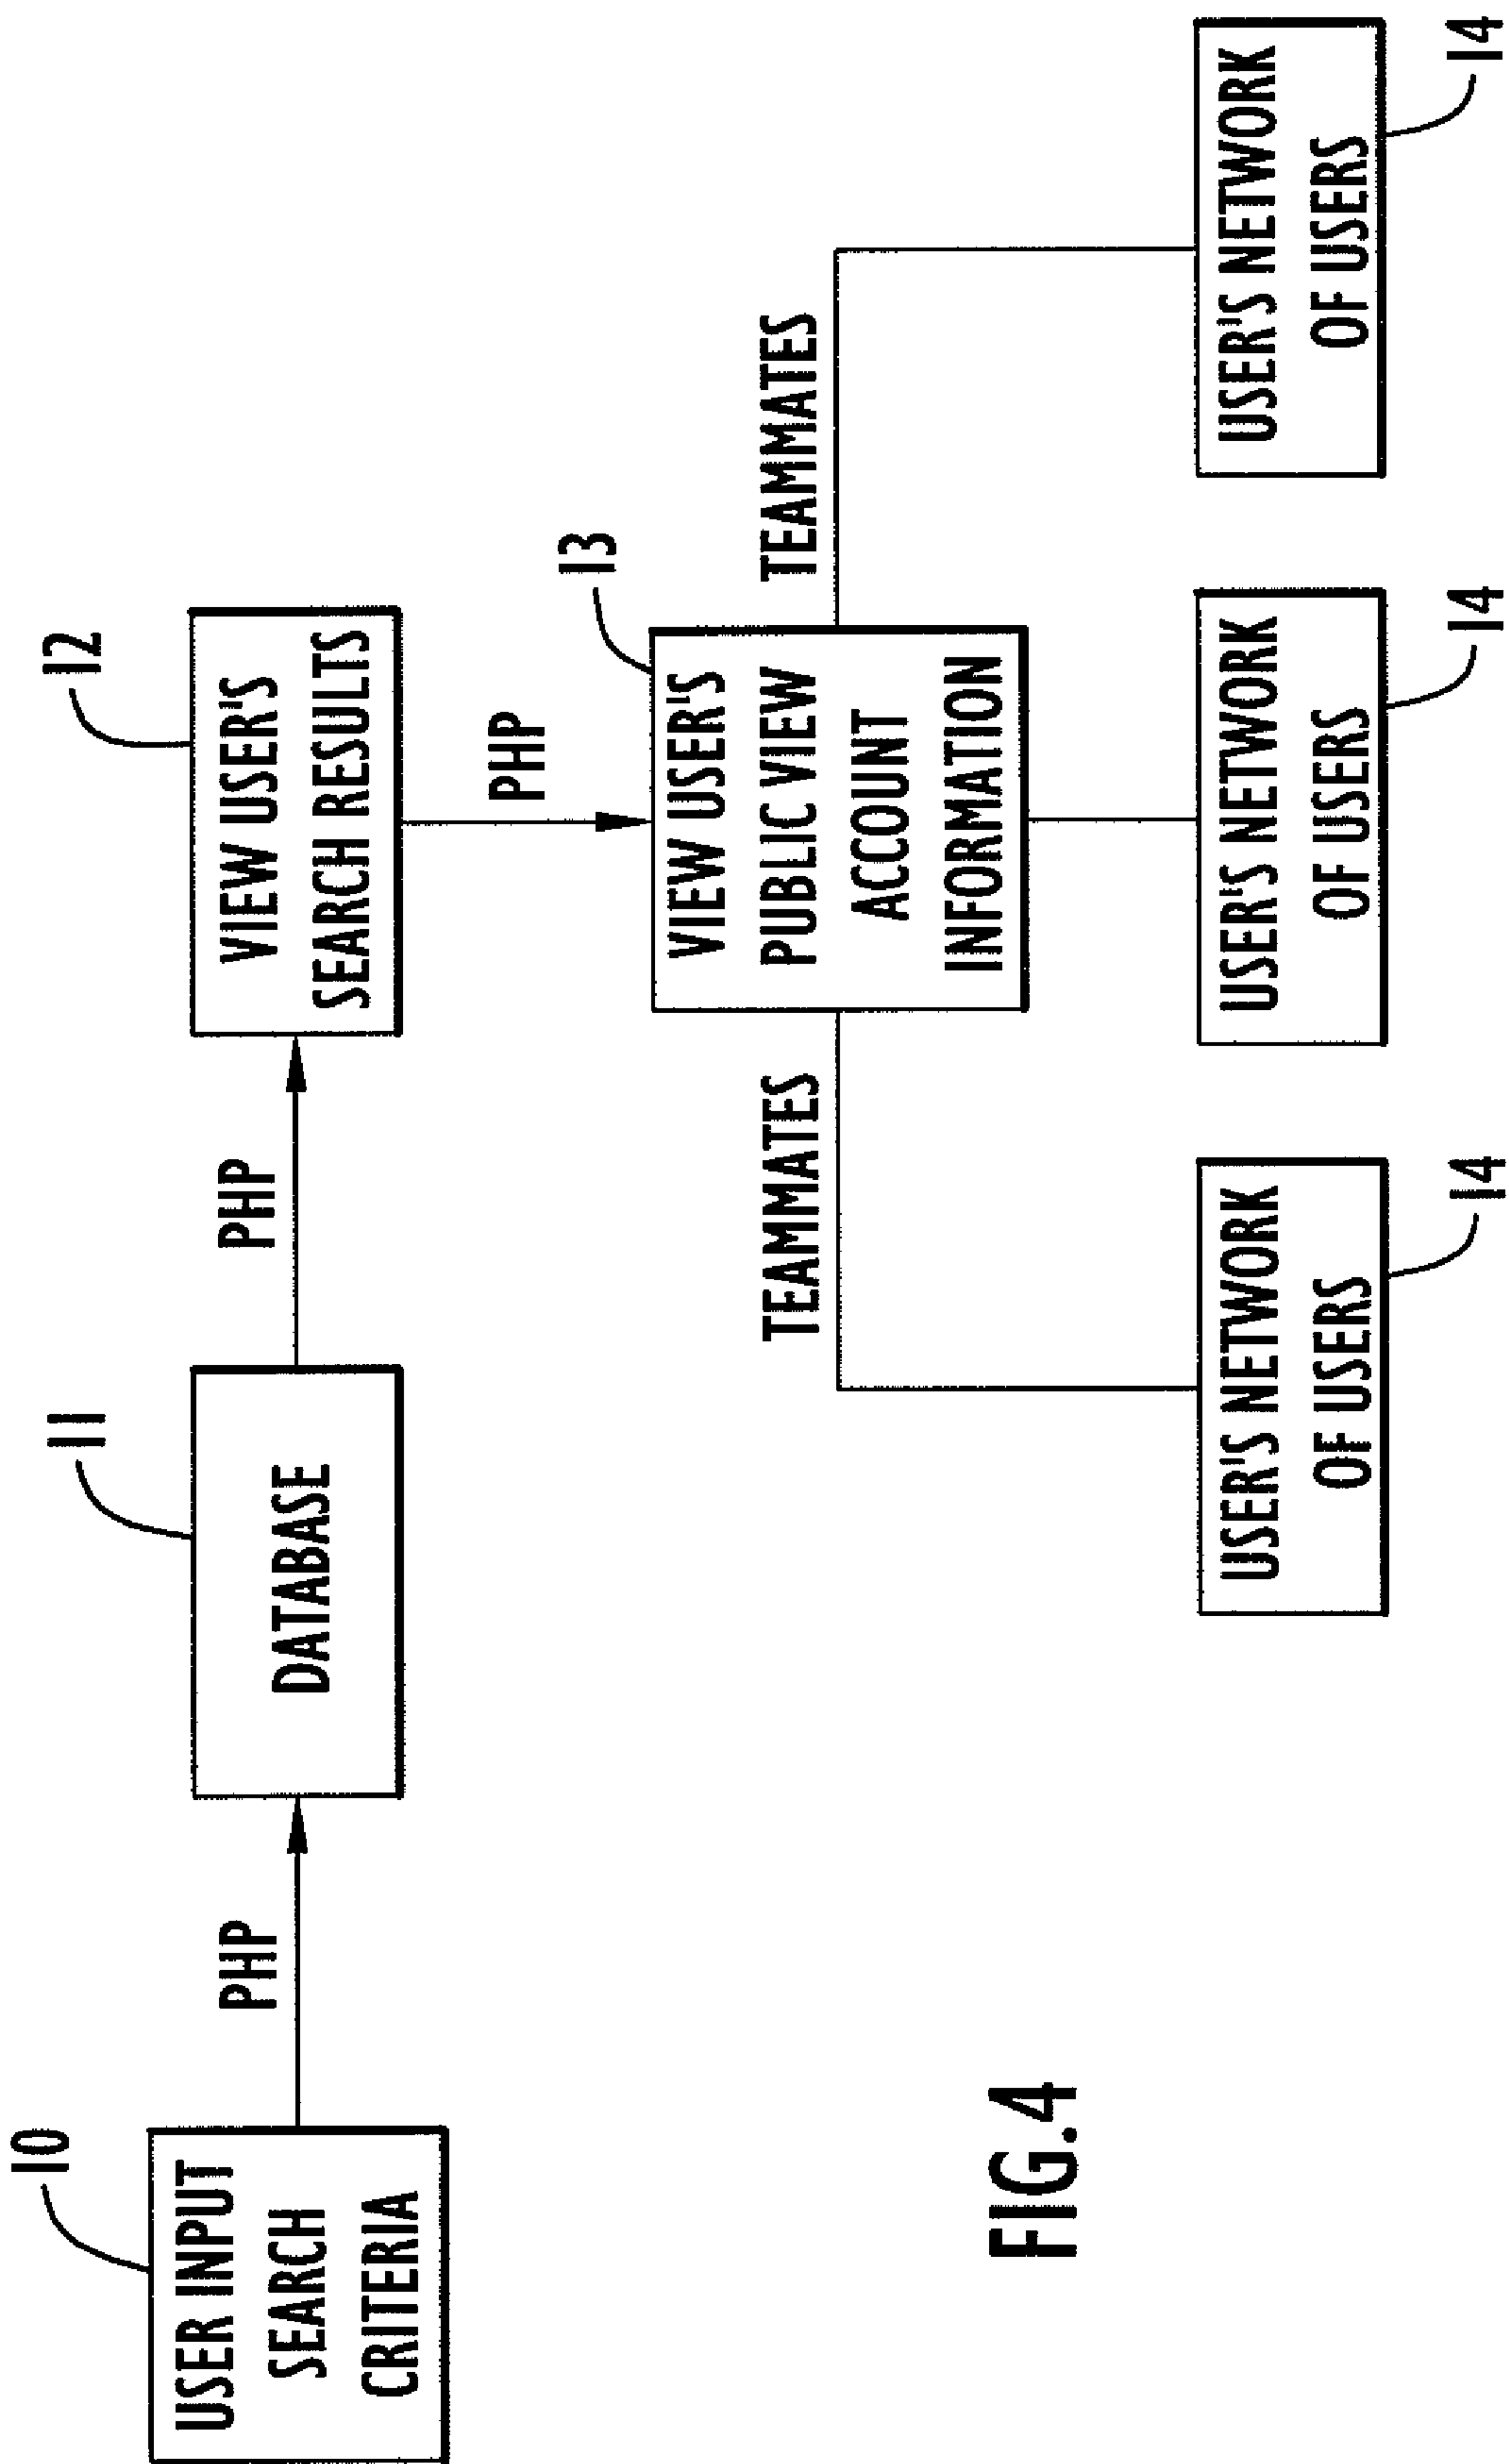 10
USER INPUT
SEARCH
CRITERIA
PHP
11
DATABASE
PHP
12
VIEW USER'S
SEARCH RESULTS
PHP
13
VIEW USER'S
PUBLIC VIEW
ACCOUNT
INFORMATION
TEAMMATES
TEAMMATES
USER'S NETWORK
OF USERS
14
USER'S NETWORK
OF USERS
14
USER'S NETWORK
OF USERS
14
FIG.4